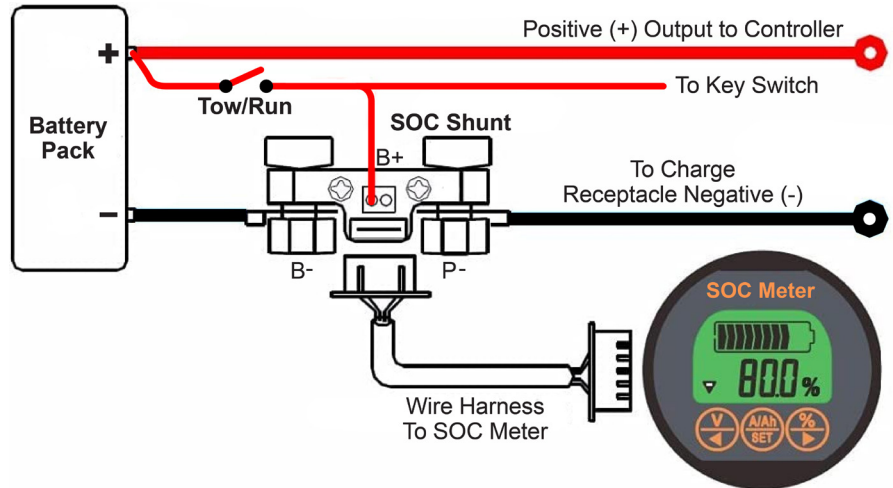 Positive (+) Output to Controller
+
To Key Switch
Tow/Run
Battery
Pack
SOC Shunt
B+
To Charge
Receptacle Negative (-)
-
B-
P-
SOC Meter
80.0%
V
A/Ah
SET
%
Wire Harness
To SOC Meter